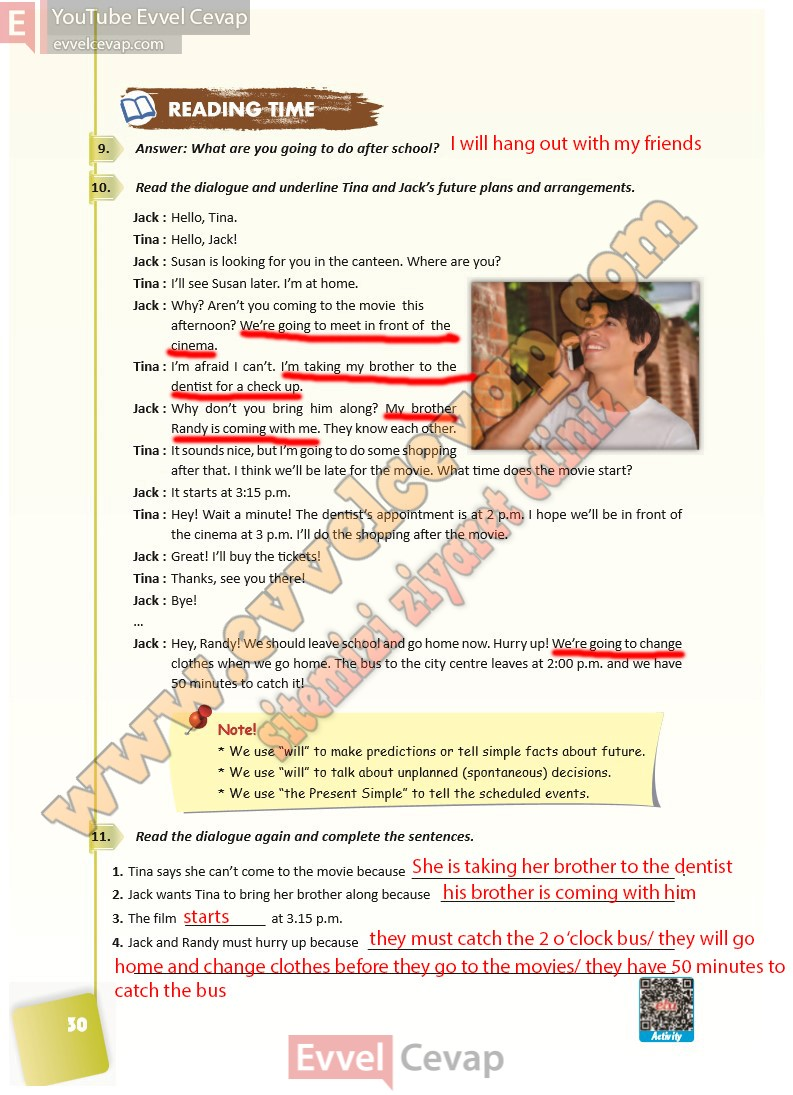 YouTube Evvel Cevap
evvelcevap.com
READING TIME
9. Answer: What are you going to do after school? I will hang out with my friends
10. Read the dialogue and underline Tina and Jack's future plans and arrangements.
Jack : Hello, Tina.
Tina : Hello, Jack!
Jack : Susan is looking for you in the canteen. Where are you?
Tina : I'll see Susan later. I'm at home.
Jack : Why? Aren't you coming to the movie this
afternoon? We're going to meet in front of the
cinema.
Tina : I'm afraid I can't. I'm taking my brother to the
dentist for a check up.
Jack : Why don't you bring him along? My brother
Randy is coming with me. They know each other.
Tina : It sounds nice, but I'm going to do some shopping
after that. I think we'll be late for the movie. What time does the movie start?
Jack : It starts at 3:15 p.m.
Tina : Hey! Wait a minute! The dentist's appointment is at 2 p.m. I hope we'll be in front of
the cinema at 3 p.m. I'll do the shopping after the movie.
Jack : Great! I'll buy the tickets!
Tina : Thanks, see you there!
Jack : Bye!
...
Jack : Hey, Randy! We should leave school and go home now. Hurry up! We're going to change
clothes when we go home. The bus to the city centre leaves at 2:00 p.m. and we have
50 minutes to catch it!
www.evvelcevap.com
sitemizi ziyaret ediniz
Note!
* We use "will" to make predictions or tell simple facts about future.
* We use "will" to talk about unplanned (spontaneous) decisions.
* We use "the Present Simple" to tell the scheduled events.
11. Read the dialogue again and complete the sentences.
1. Tina says she can't come to the movie because She is taking her brother to the dentist .
2. Jack wants Tina to bring her brother along because his brother is coming with him
3. The film starts at 3.15 p.m.
4. Jack and Randy must hurry up because they must catch the 2 o 'clock bus/ they will go
home and change clothes before they go to the movies/ they have 50 minutes to
catch the bus
30
Activity
Evvel Cevap